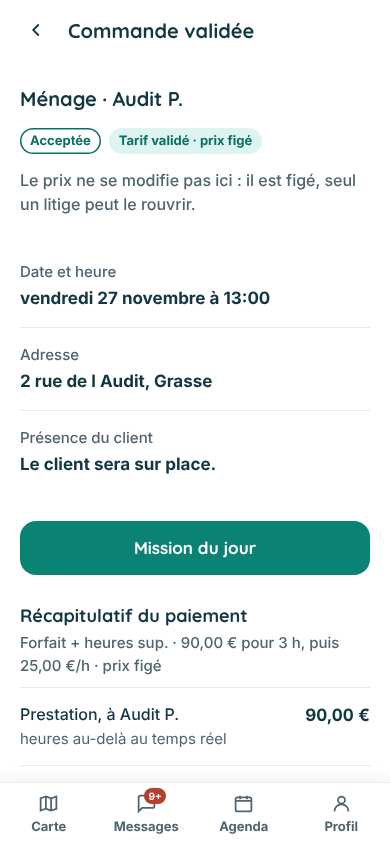 Commande validée
Ménage · Audit P.
Acceptée
Tarif validé · prix figé
Le prix ne se modifie pas ici : il est figé, seul
un litige peut le rouvrir.
Date et heure
vendredi 27 novembre à 13:00
Adresse
2 rue de l Audit, Grasse
Présence du client
Le client sera sur place.
Mission du jour
Récapitulatif du paiement
Forfait + heures sup. · 90,00 € pour 3 h, puis
25,00 €/h · prix figé
Prestation, à Audit P.
90,00 €
heures au-delà au temps réel
9+
Carte
Messages
Agenda
Profil